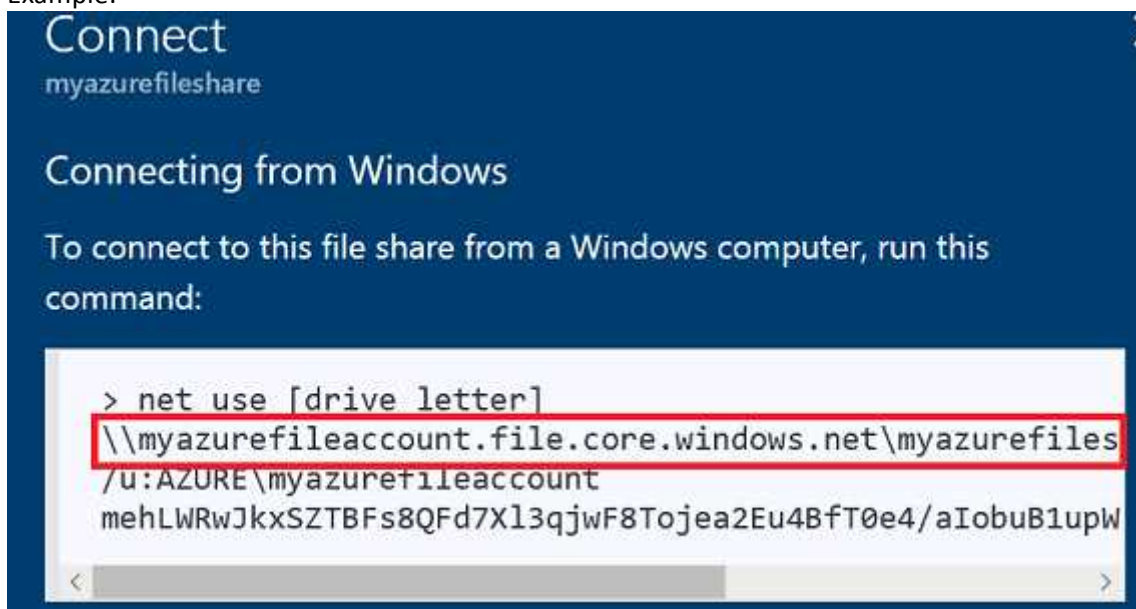 Example:
Connect
myazurefileshare
Connecting from Windows
To connect to this file share from a Windows computer, run this
command:
> net use [drive letter]
\\myazurefileaccount.file.core.windows.net\myazurefiles
/u:AZURE\myazurefileaccount
mehLWRwJkxSZTBFs8QFd7Xl3qjwF8Tojea2Eu4BfT0e4/aIobuB1upW